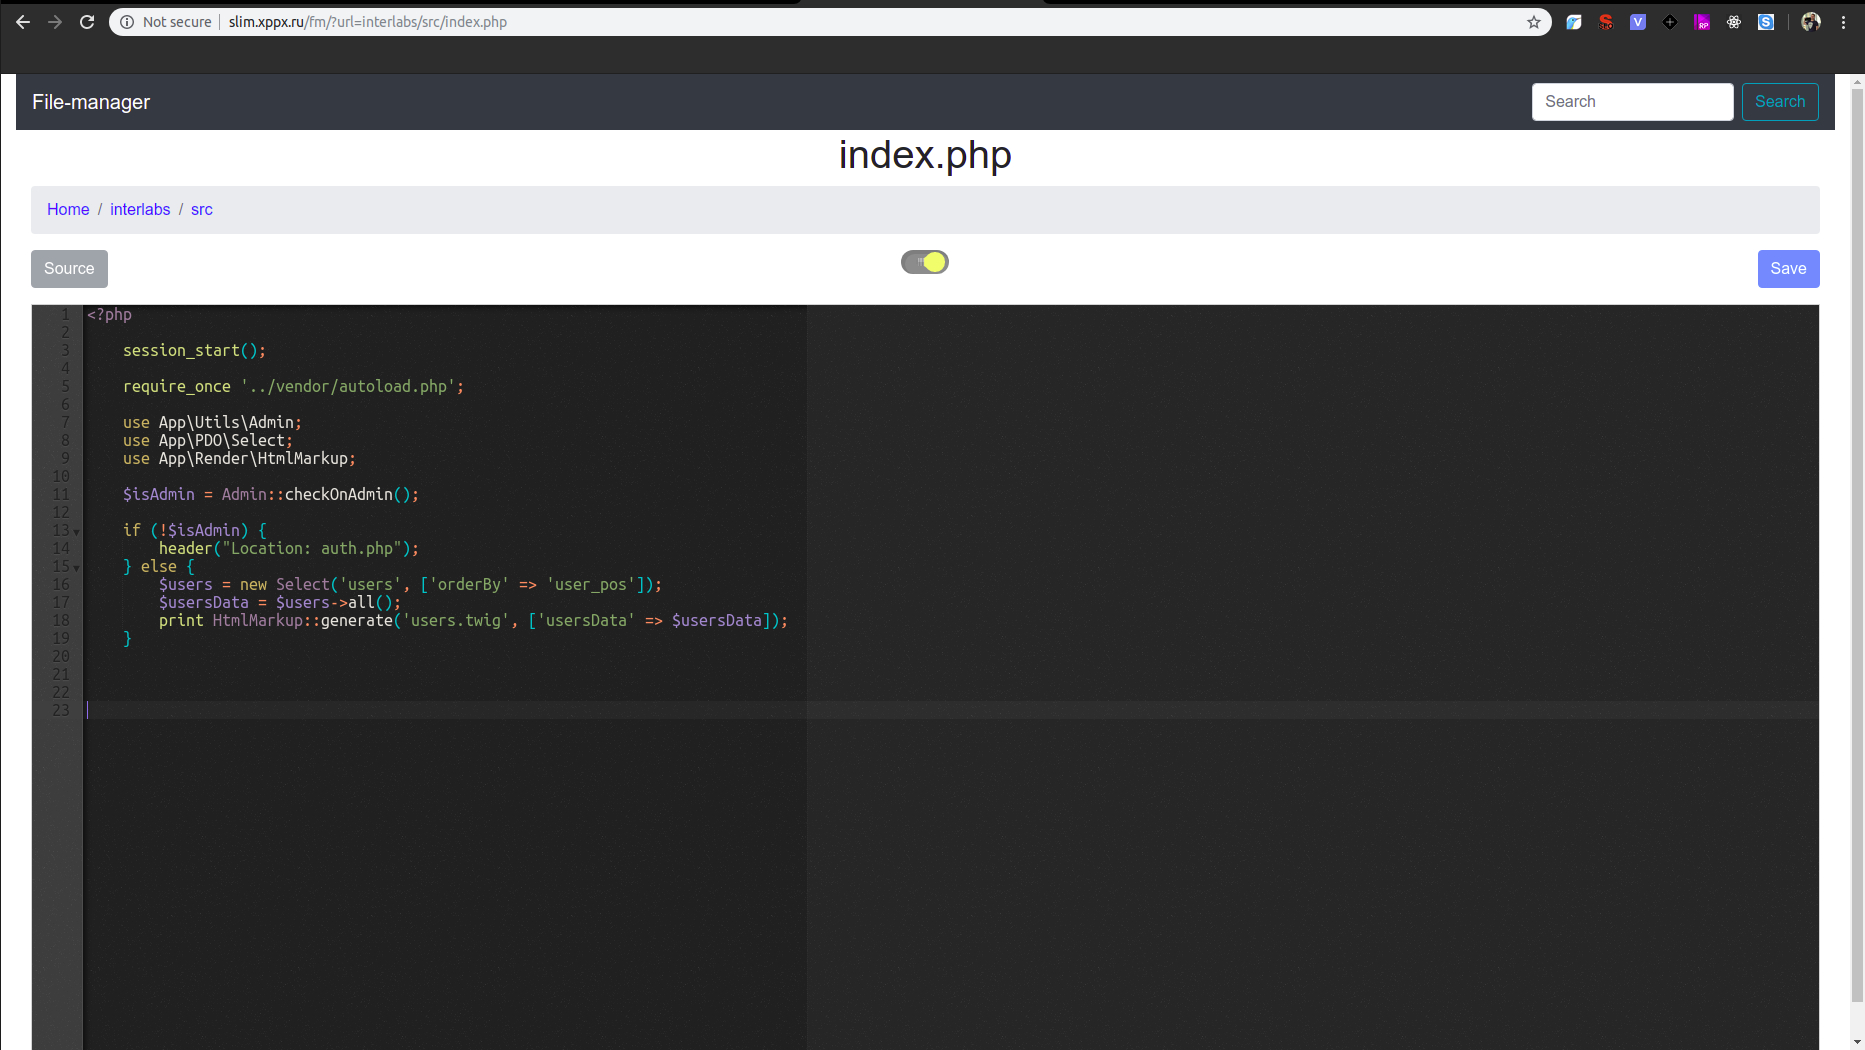 Not secure slim.xppx.ru/fm/?url=interlabs/src/index.php
File-manager
Search Search
index.php
Home / interlabs / src
Source
Save
1 <?php
2
3 session_start();
4
5 require_once '../vendor/autoload.php';
6
7 use App\Utils\Admin;
8 use App\PDO\Select;
9 use App\Render\HtmlMarkup;
10
11 $isAdmin = Admin::checkOnAdmin();
12
13 if (!$isAdmin) {
14 header("Location: auth.php");
15 } else {
16 $users = new Select('users', ['orderBy' => 'user_pos']);
17 $usersData = $users->all();
18 print HtmlMarkup::generate('users.twig', ['usersData' => $usersData]);
19 }
20
21
22
23